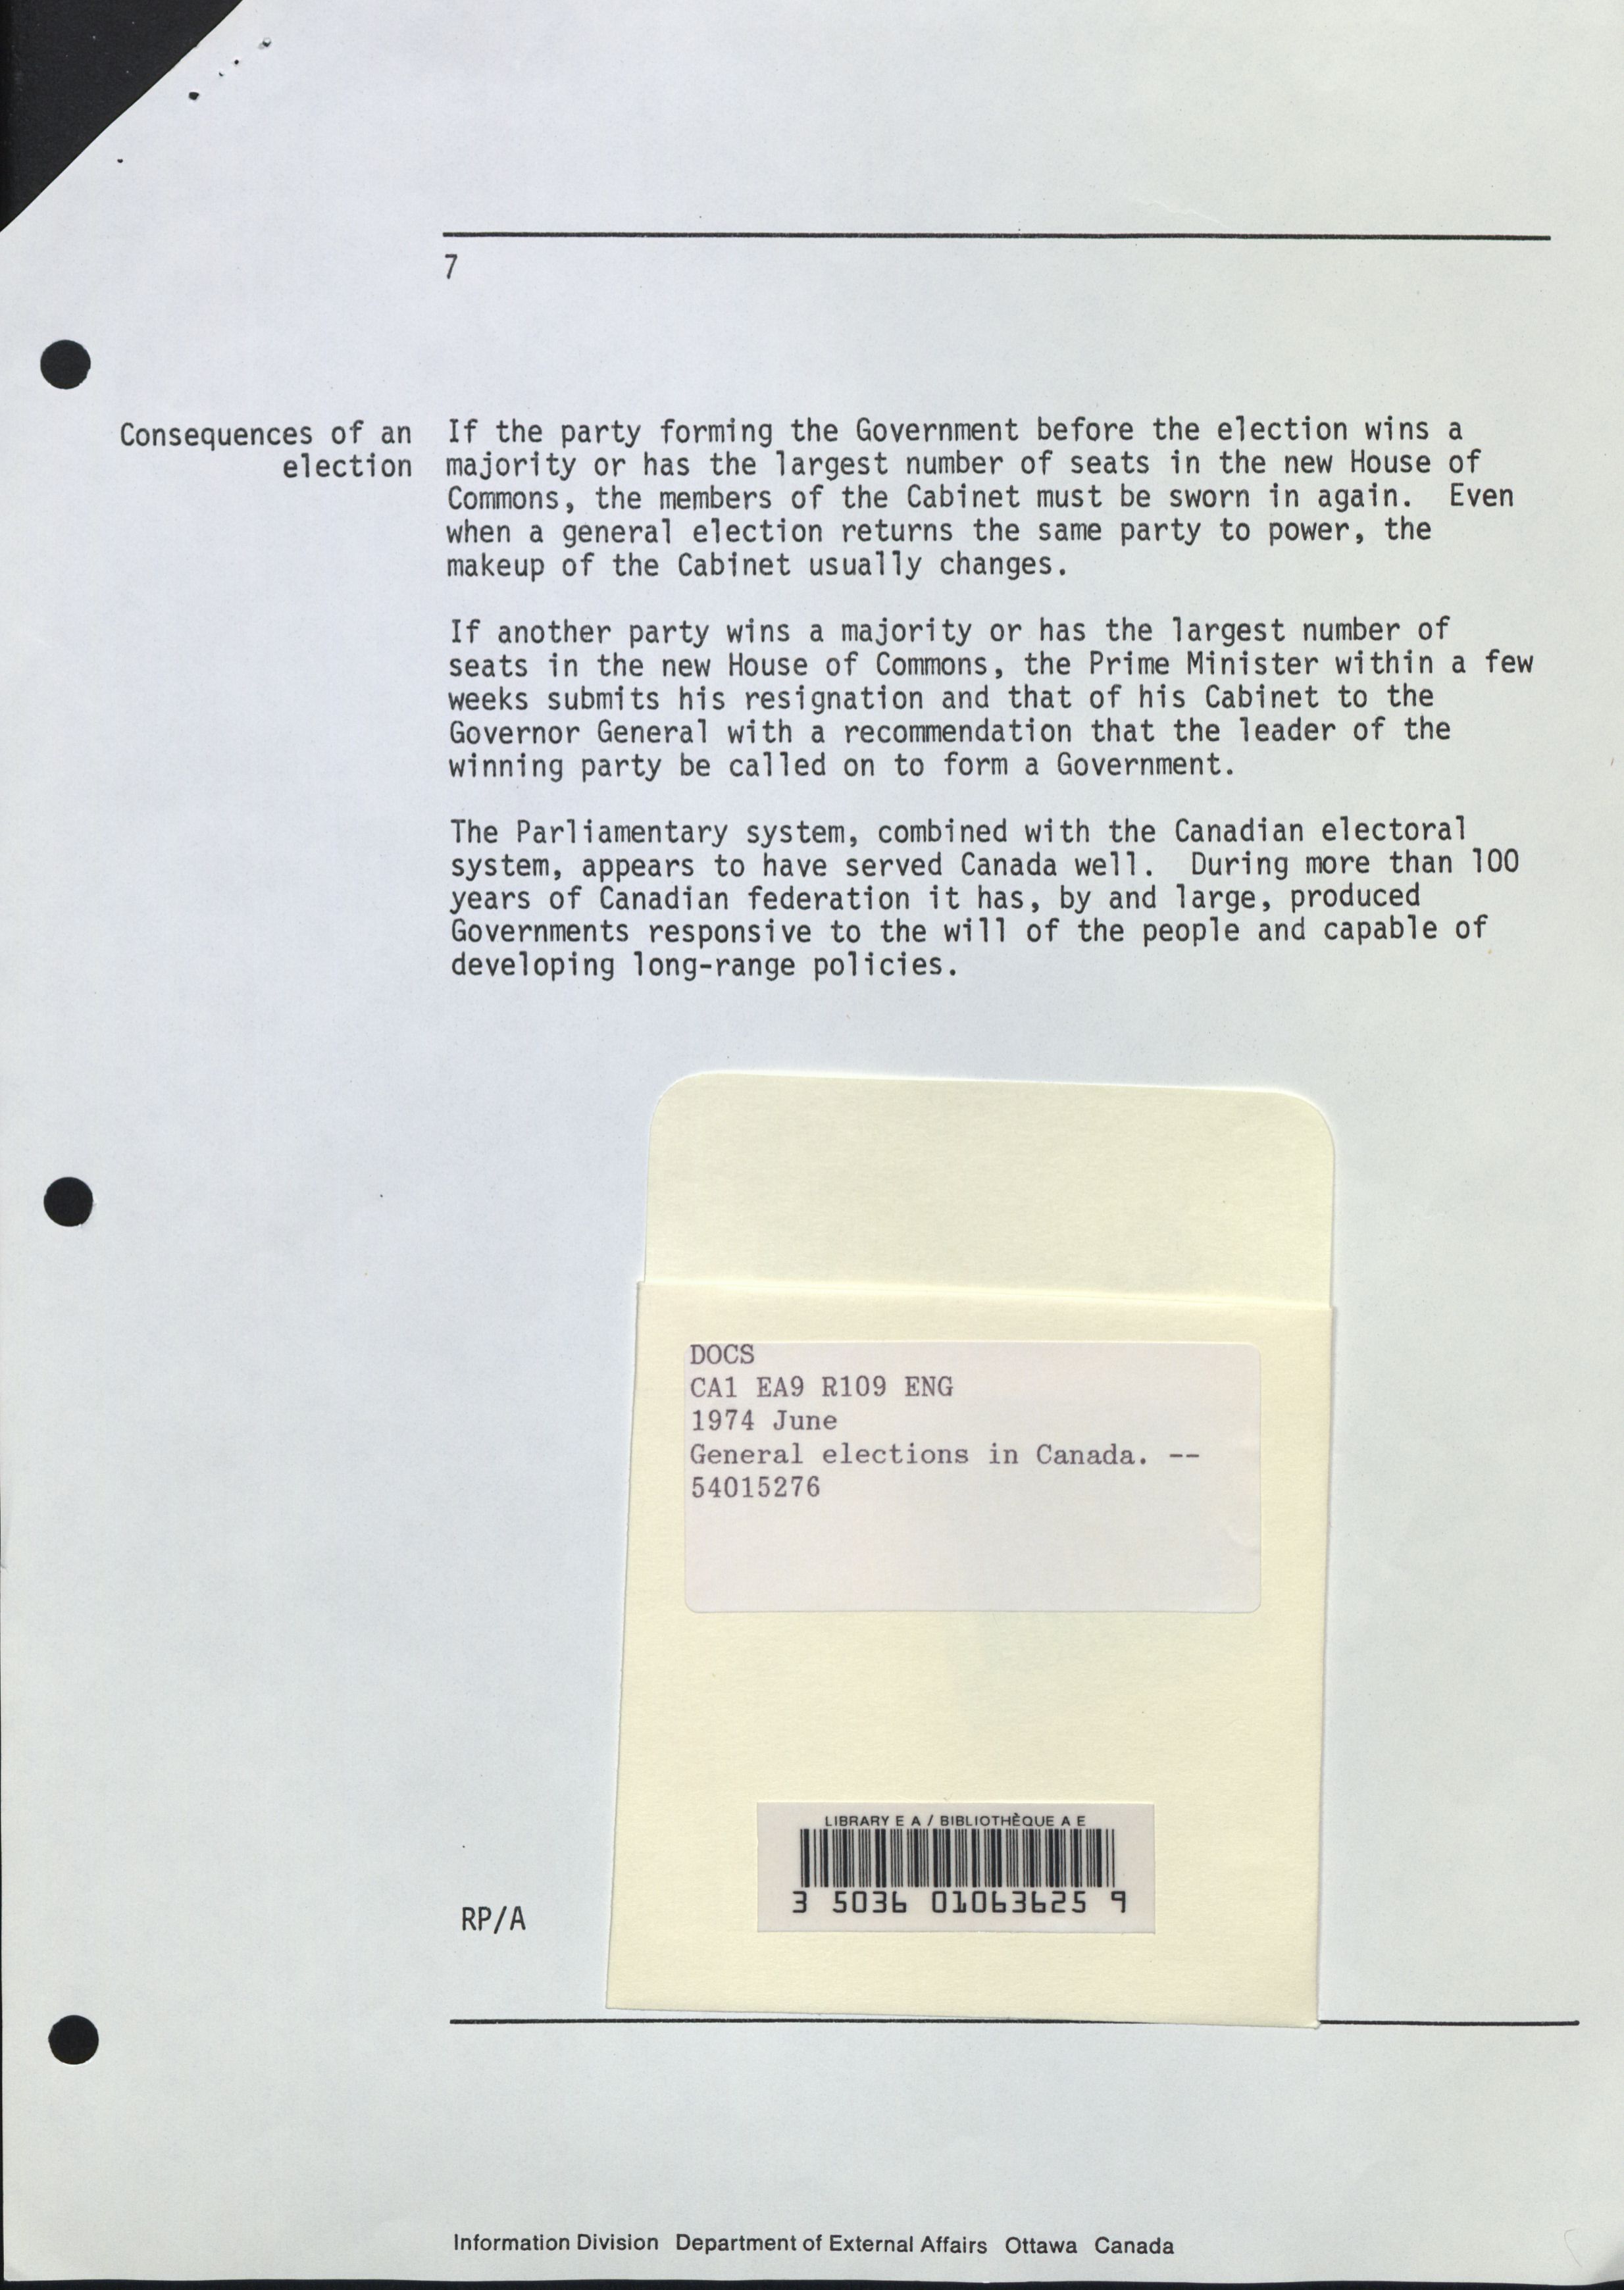 7
Consequences of an
election
If the party forming the Government before the election wins a
majority or has the largest number of seats in the new House of
Commons, the members of the Cabinet must be sworn in again.  Even
when a general election returns the same party to power, the
makeup of the Cabinet usually changes.
If another party wins a majority or has the largest number of
seats in the new House of Commons, the Prime Minister within a few
weeks submits his resignation and that of his Cabinet to the
Governor General with a recommendation that the leader of the
winning party be called on to form a Government.
The Parliamentary system, combined with the Canadian electoral
system, appears to have served Canada well.  During more than 100
years of Canadian federation it has, by and large, produced
Governments responsive to the will of the people and capable of
developing long-range policies.
DOCS
CA1 EA9 R109 ENG
1974 June
General elections in Canada. --
54015276
LIBRARY E A / BIBLIOTHÈQUE A E
3 5036 01063625 9
RP/A
Information Division  Department of External Affairs  Ottawa  Canada